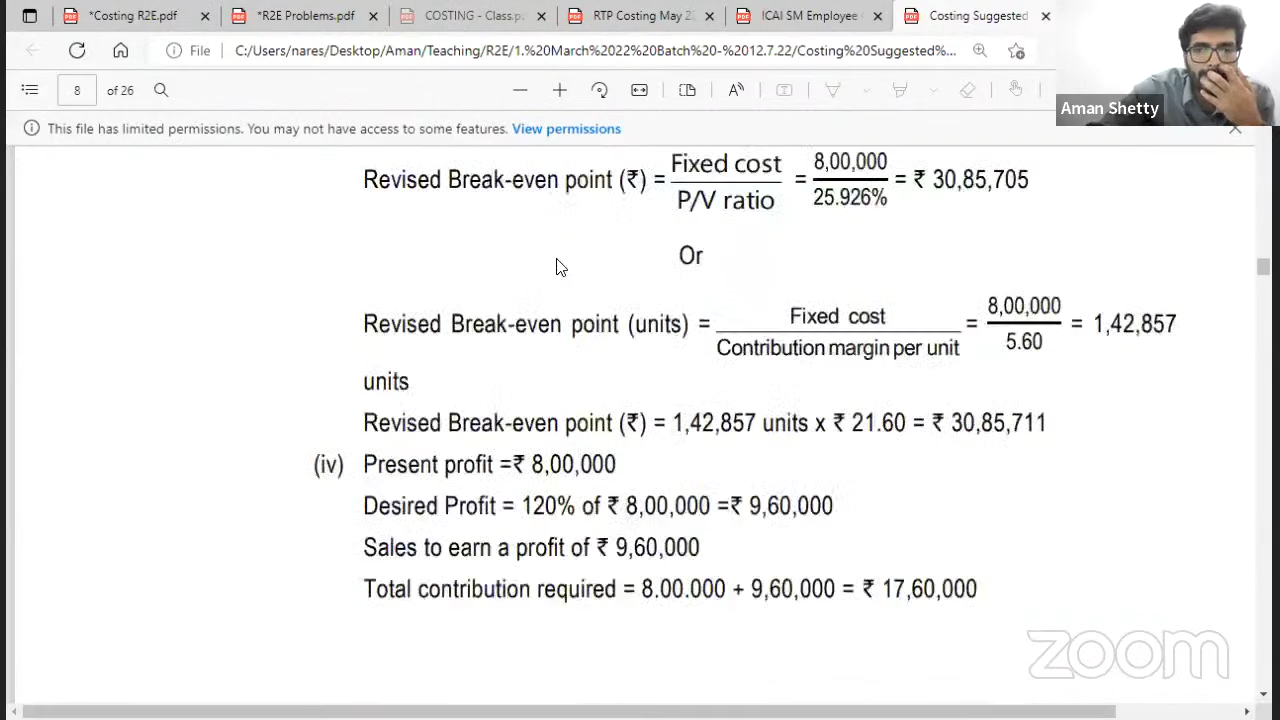 *Costing R2E.pdf
*R2E Problems.pdf
COSTING - Class.p
RTP Costing May 2
ICAI SM Employee
Costing Suggested
File
C:/Users/nares/Desktop/Aman/Teaching/R2E/1.%20March%2022%20Batch%20-%2012.7.22/Costing%20Suggested%...
8 of 26
Aman Shetty
This file has limited permissions. You may not have access to some features. View permissions
Revised Break-even point (₹) = Fixed cost / P/V ratio = 8,00,000 / 25.926% = ₹ 30,85,705
Or
Revised Break-even point (units) = Fixed cost / Contribution margin per unit = 8,00,000 / 5.60 = 1,42,857
units
Revised Break-even point (₹) = 1,42,857 units x ₹ 21.60 = ₹ 30,85,711
(iv) Present profit =₹ 8,00,000
Desired Profit = 120% of ₹ 8,00,000 =₹ 9,60,000
Sales to earn a profit of ₹ 9,60,000
Total contribution required = 8.00.000 + 9,60,000 = ₹ 17,60,000
zoom